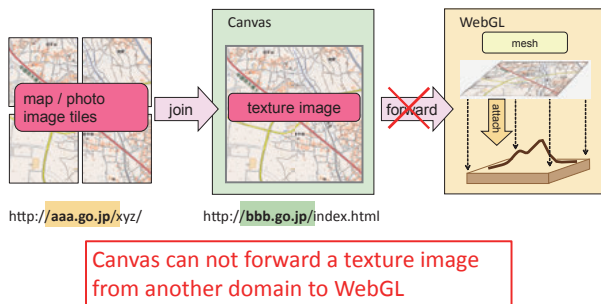 Canvas
WebGL
mesh
map / photo
image tiles
join
texture image
forward
attach
http://aaa.go.jp/xyz/
http://bbb.go.jp/index.html
Canvas can not forward a texture image
from another domain to WebGL